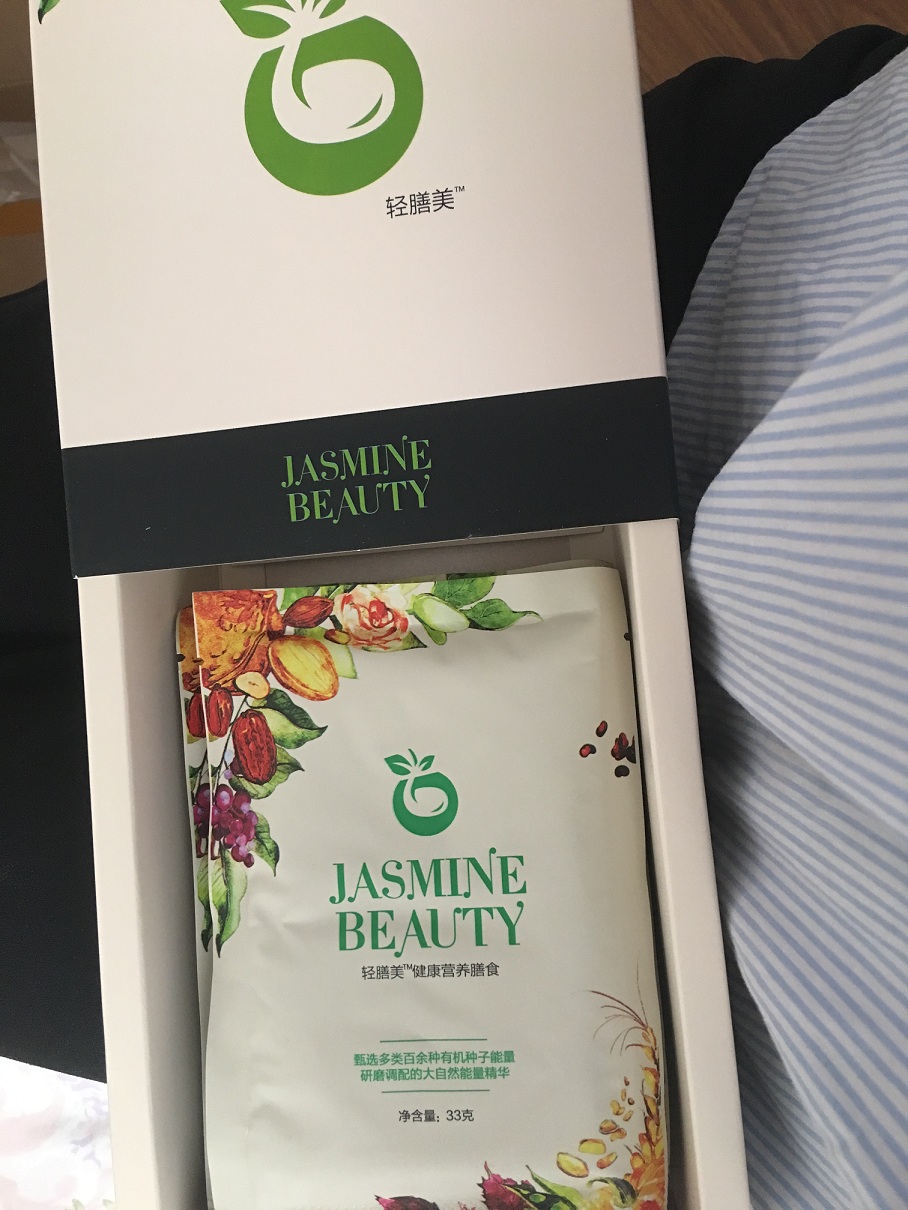 轻膳美™
JASMINE
BEAUTY
JASMINE
BEAUTY
轻膳美™健康营养膳食
甄选多类百余种有机种子能量
研磨调配的大自然能量精华
净含量：33克